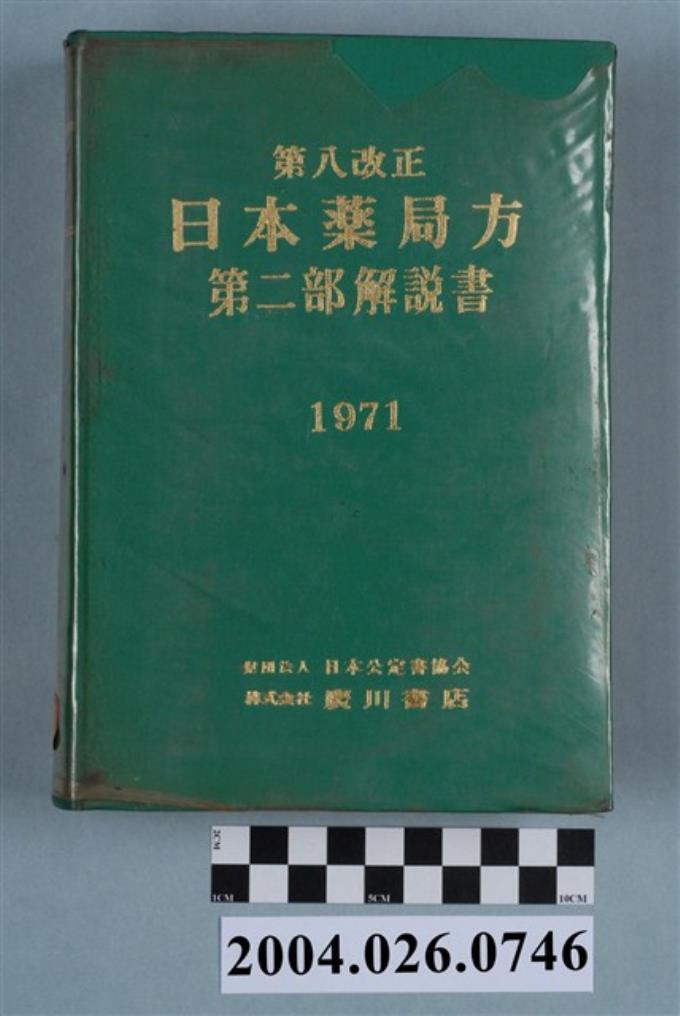 第八改正
日本薬局方
第二部解説書
1971
財団法人 日本公定書協会
株式会社 廣川書店
2CM
1CM 5CM 10CM
2004.026.0746